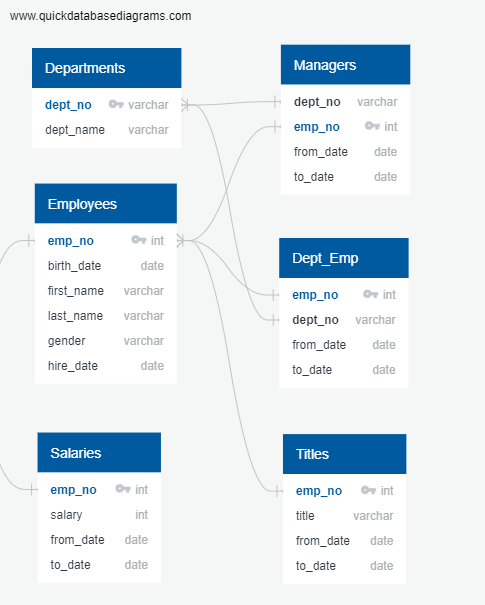 www.quickdatabasediagrams.com
Departments
dept_no varchar
dept_name varchar
Managers
dept_no varchar
emp_no int
from_date date
to_date date
Employees
emp_no int
birth_date date
first_name varchar
last_name varchar
gender varchar
hire_date date
Dept_Emp
emp_no int
dept_no varchar
from_date date
to_date date
Salaries
emp_no int
salary int
from_date date
to_date date
Titles
emp_no int
title varchar
from_date date
to_date date